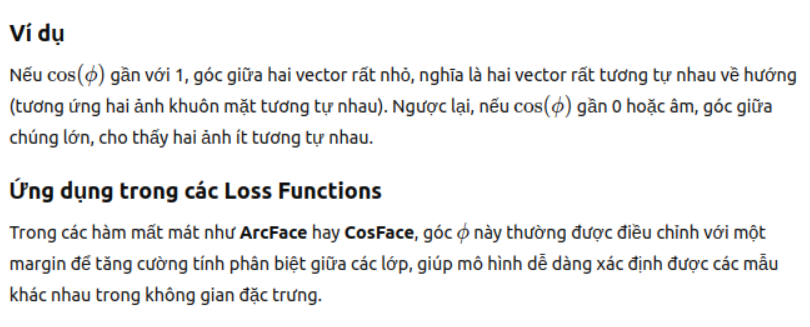 Ví dụ
Nếu cos(ϕ) gần với 1, góc giữa hai vector rất nhỏ, nghĩa là hai vector rất tương tự nhau về hướng
(tương ứng hai ảnh khuôn mặt tương tự nhau). Ngược lại, nếu cos(ϕ) gần 0 hoặc âm, góc giữa
chúng lớn, cho thấy hai ảnh ít tương tự nhau.
Ứng dụng trong các Loss Functions
Trong các hàm mất mát như ArcFace hay CosFace, góc ϕ này thường được điều chỉnh với một
margin để tăng cường tính phân biệt giữa các lớp, giúp mô hình dễ dàng xác định được các mẫu
khác nhau trong không gian đặc trưng.